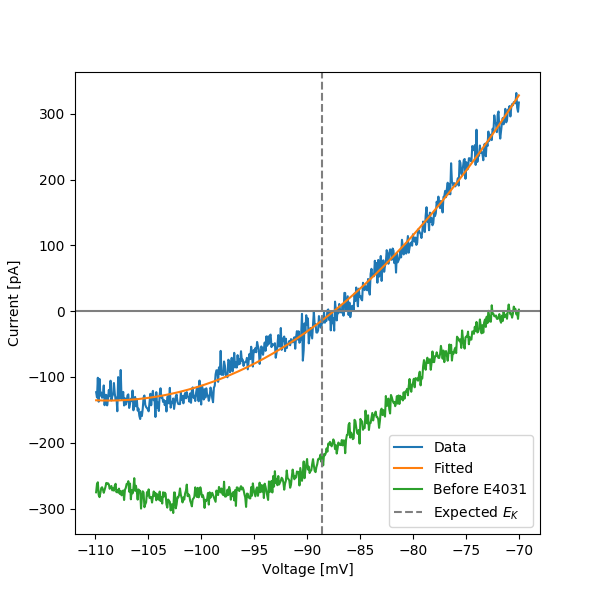 300
200
100
0
−100
−200
−300
Current [pA]
Data
Fitted
Before E4031
Expected E_K
−110 −105 −100 −95 −90 −85 −80 −75 −70
Voltage [mV]